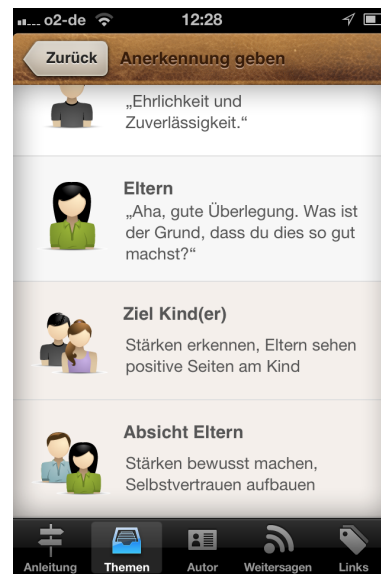 o2-de 12:28
Zurück Anerkennung geben
„Ehrlichkeit und
Zuverlässigkeit.“
Eltern
„Aha, gute Überlegung. Was ist
der Grund, dass du dies so gut
machst?“
Ziel Kind(er)
Stärken erkennen, Eltern sehen
positive Seiten am Kind
Absicht Eltern
Stärken bewusst machen,
Selbstvertrauen aufbauen
Anleitung Themen Autor Weitersagen Links